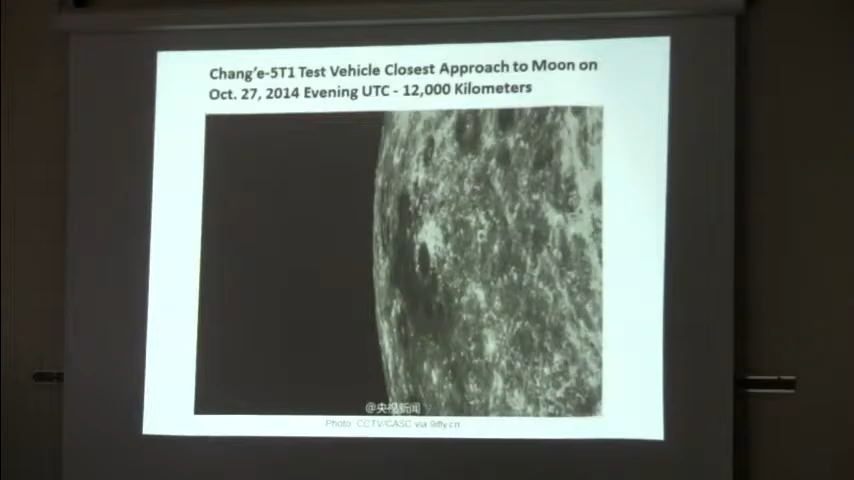 Chang’e-5T1 Test Vehicle Closest Approach to Moon on
Oct. 27, 2014 Evening UTC - 12,000 Kilometers
@央视新闻
Photo: CCTV/CASC via 9ifly.cn